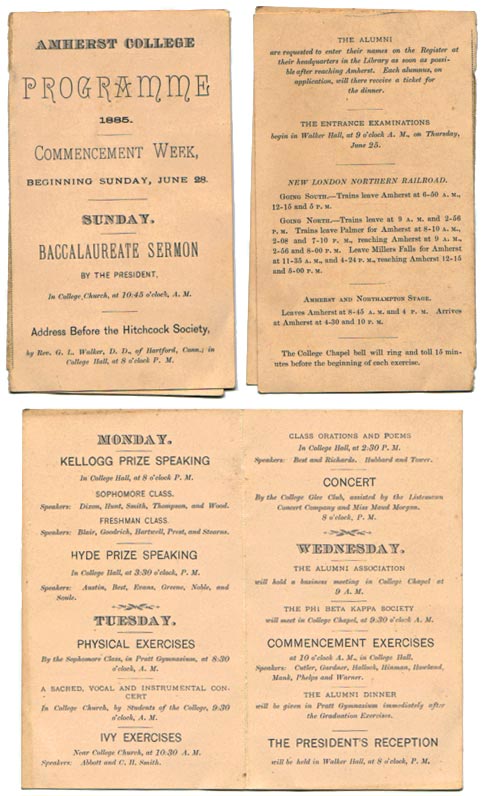 AMHERST COLLEGE
PROGRAMME
1885.
COMMENCEMENT WEEK,
BEGINNING SUNDAY, JUNE 28.
SUNDAY.
BACCALAUREATE SERMON
BY THE PRESIDENT,
In College Church, at 10:45 o'clock, A. M.
Address Before the Hitchcock Society,
by Rev. G. L. Walker, D. D., of Hartford, Conn.; in
College Hall, at 8 o'clock P. M.
THE ALUMNI
are requested to enter their names on the Register at
their headquarters in the Library as soon as possi-
ble after reaching Amherst. Each alumnus, on
application, will there receive a ticket for
the dinner.
THE ENTRANCE EXAMINATIONS
begin in Walker Hall, at 9 o'clock A. M., on Thursday,
June 25.
NEW LONDON NORTHERN RAILROAD.
GOING SOUTH.—Trains leave Amherst at 6-50 A. M.,
12-15 and 5 P. M.
GOING NORTH.—Trains leave at 9 A. M. and 2-56
P. M. Trains leave Palmer for Amherst at 8-10 A. M.,
2-08 and 7-10 P. M., reaching Amherst at 9 A. M.,
2-56 and 8-00 P. M. Leave Millers Falls for Amherst
at 11-35 A. M., and 4-24 P. M., reaching Amherst 12-15
and 5-00 P. M.
AMHERST AND NORTHAMPTON STAGE.
Leaves Amherst at 8-45 A. M. and 4 P. M. Arrives
at Amherst at 4-30 and 10 P. M.
The College Chapel bell will ring and toll 15 min-
utes before the beginning of each exercise.
MONDAY.
KELLOGG PRIZE SPEAKING
In College Hall, at 8 o'clock, P. M.
SOPHOMORE CLASS.
Speakers: Dixon, Hunt, Smith, Thompson, and Wood.
FRESHMAN CLASS.
Speakers: Blair, Goodrich, Hartwell, Prest, and Stearns.
HYDE PRIZE SPEAKING
In College Hall, at 3:30 o'clock, P. M.
Speakers: Austin, Best, Evans, Greene, Noble, and
Soule.
TUESDAY.
PHYSICAL EXERCISES
By the Sophomore Class, in Pratt Gymnasium, at 8:30
o'clock, A. M.
A SACRED, VOCAL AND INSTRUMENTAL CON-
CERT
In College Church, by Students of the College, 9:30
o'clock, A. M.
IVY EXERCISES
Near College Church, at 10:30 A. M.
Speakers: Abbott and C. H. Smith.
CLASS ORATIONS AND POEMS
In College Hall, at 2:30 P. M.
Speakers: Best and Richards. Hubbard and Tower.
CONCERT
By the College Glee Club, assisted by the Listemann
Concert Company and Miss Maud Morgan.
8 o'clock, P. M.
WEDNESDAY.
THE ALUMNI ASSOCIATION
will hold a business meeting in College Chapel at
9 A. M.
THE PHI BETA KAPPA SOCIETY
will meet in College Chapel, at 9:30 o'clock A. M.
COMMENCEMENT EXERCISES
at 10 o'clock A. M., in College Hall.
Speakers: Cutler, Gardner, Hallock, Hinman, Howland,
Mank, Phelps and Warner.
THE ALUMNI DINNER
will be given in Pratt Gymnasium immediately after
the Graduation Exercises.
THE PRESIDENT'S RECEPTION
will be held in Walker Hall, at 8 o'clock, P. M.